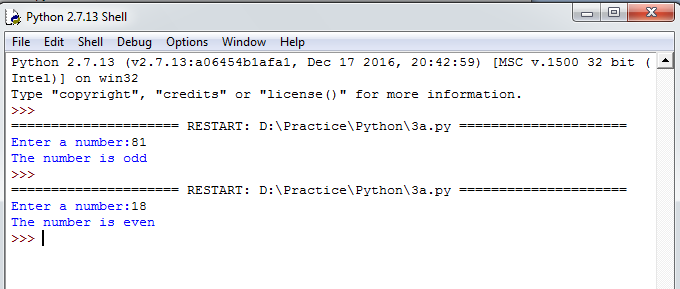 Python 2.7.13 Shell
File Edit Shell Debug Options Window Help
Python 2.7.13 (v2.7.13:a06454b1afa1, Dec 17 2016, 20:42:59) [MSC v.1500 32 bit (
Intel)] on win32
Type "copyright", "credits" or "license()" for more information.
>>>
===================== RESTART: D:\Practice\Python\3a.py =====================
Enter a number:81
The number is odd
>>>
===================== RESTART: D:\Practice\Python\3a.py =====================
Enter a number:18
The number is even
>>>